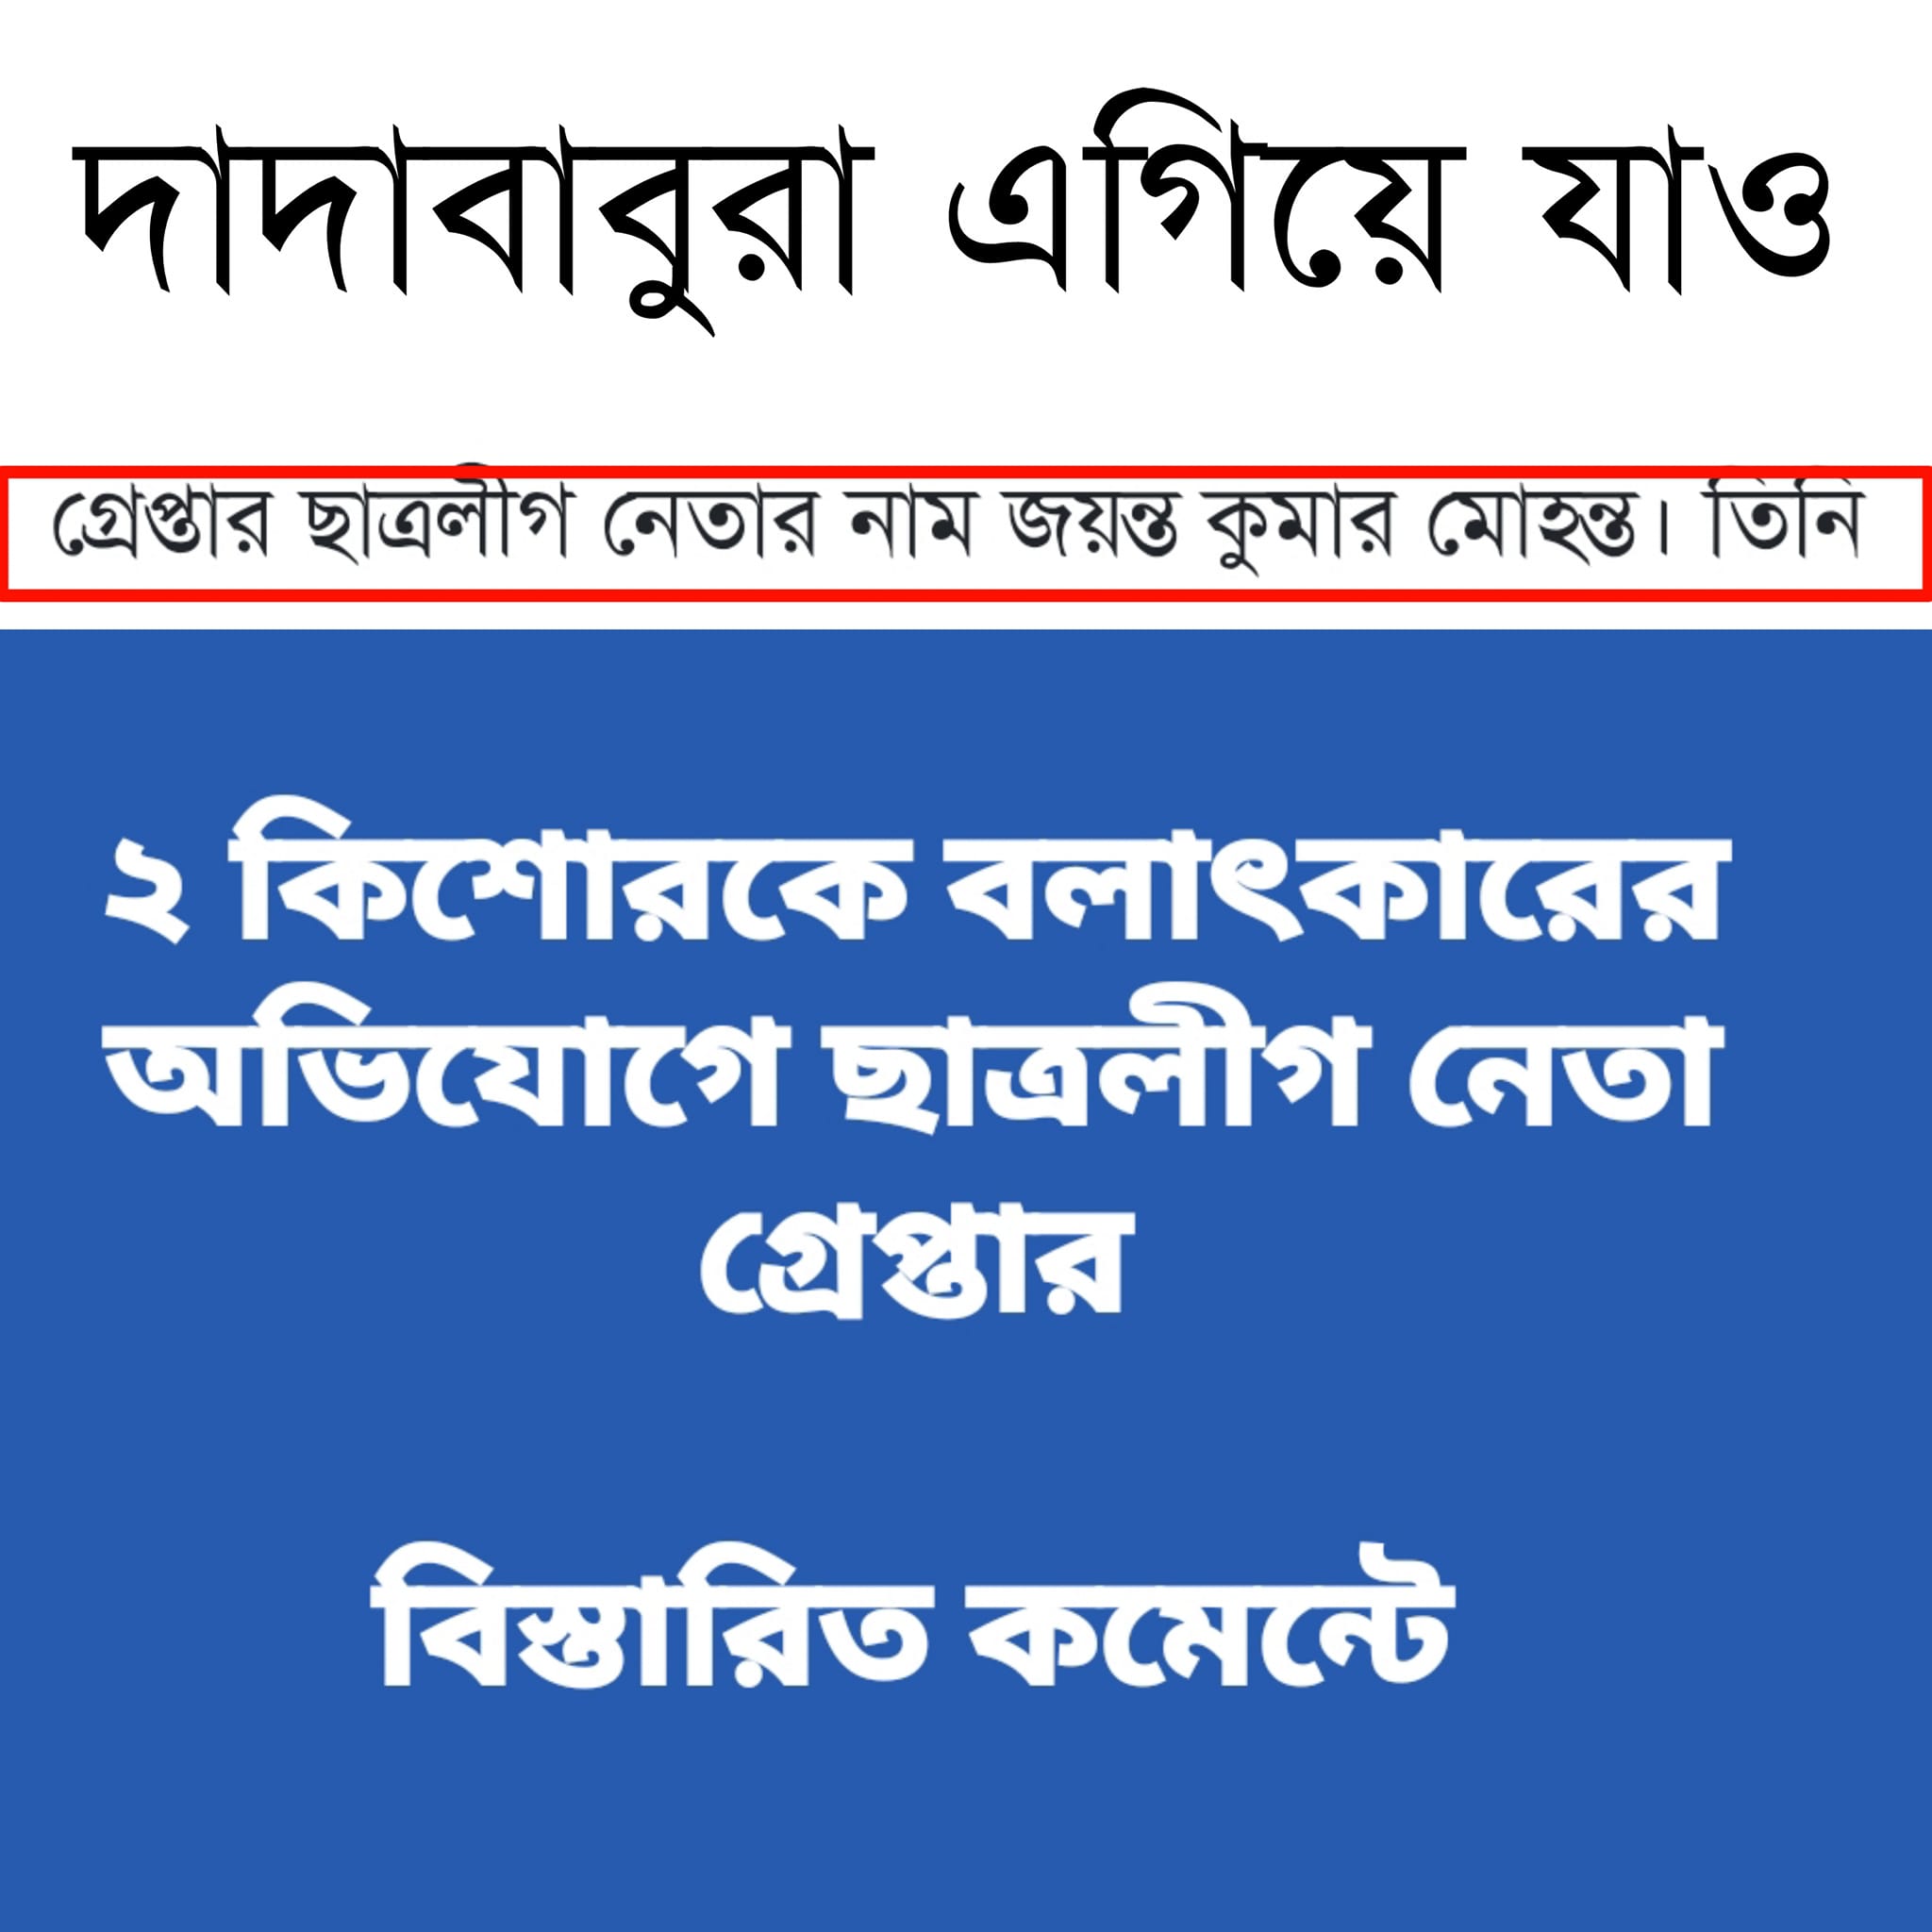 দাদাবাবুরা এগিয়ে যাও
গ্রেপ্তার ছাত্রলীগ নেতার নাম জয়ন্ত কুমার মোহন্ত। তিনি
২ কিশোরকে বলাৎকারের
অভিযোগে ছাত্রলীগ নেতা
গ্রেপ্তার
বিস্তারিত কমেন্টে